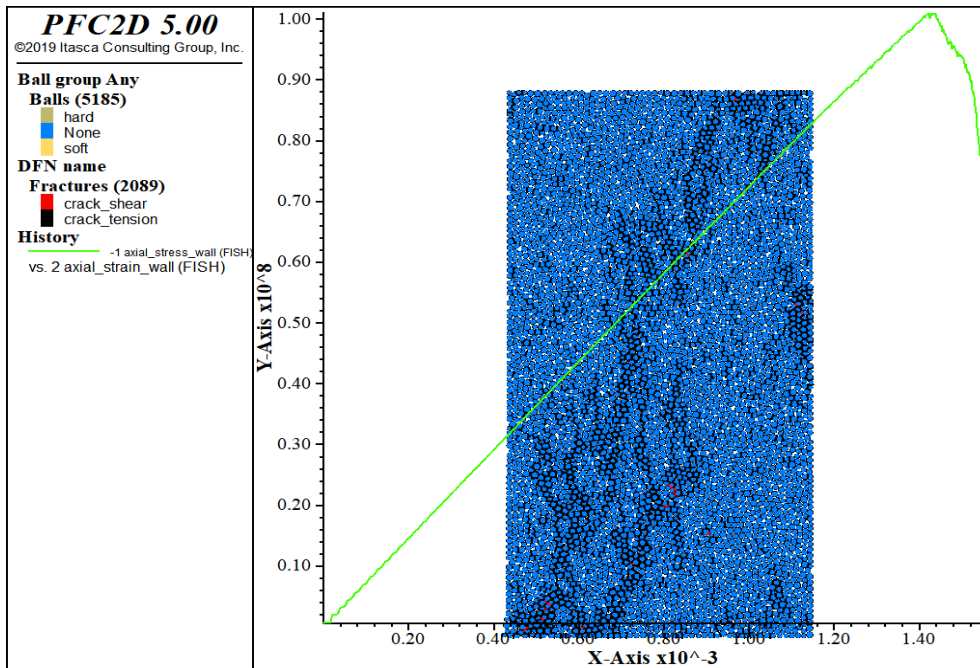 PFC2D 5.00
©2019 Itasca Consulting Group, Inc.
Ball group Any
Balls (5185)
hard
None
soft
DFN name
Fractures (2089)
crack_shear
crack_tension
History
-1 axial_stress_wall (FISH)
vs. 2 axial_strain_wall (FISH)
Y-Axis x10^8
1.00
0.90
0.80
0.70
0.60
0.50
0.40
0.30
0.20
0.10
0.20
0.40
0.60
0.80
1.00
1.20
1.40
X-Axis x10^-3